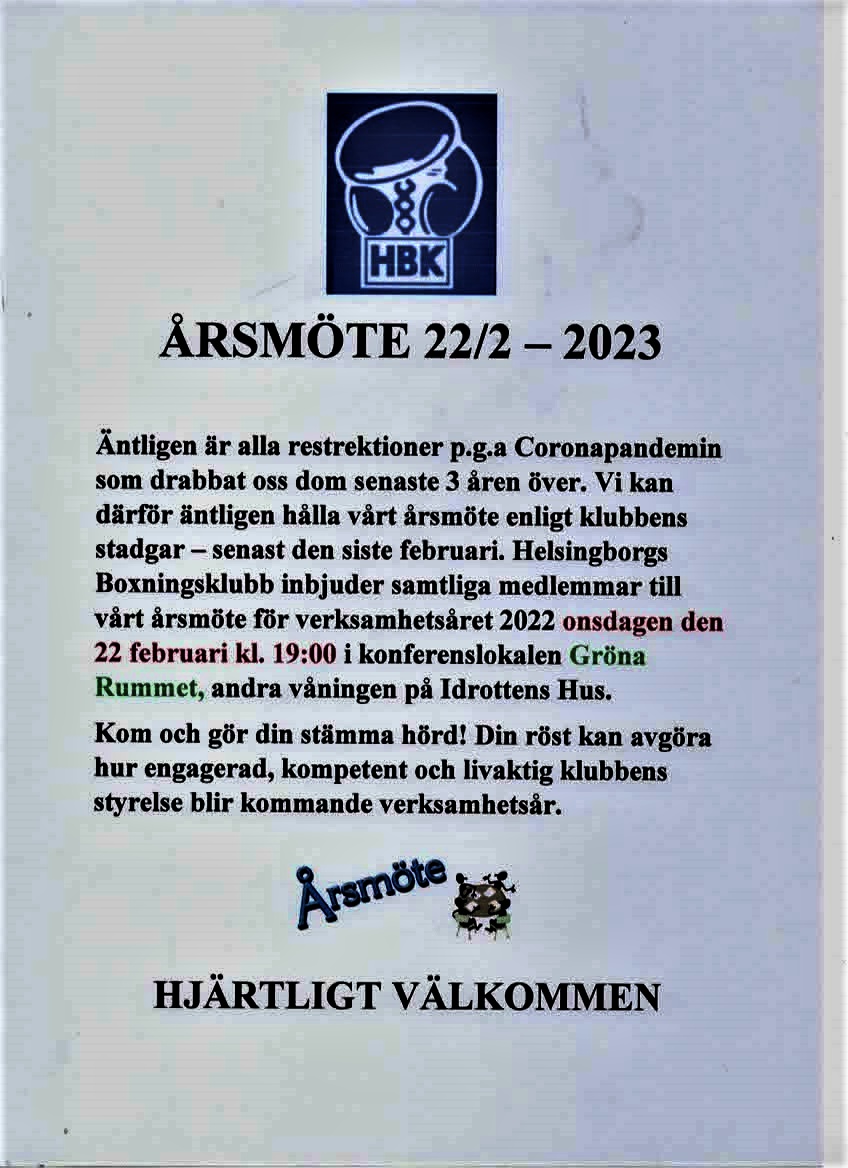 HBK
ÅRSMÖTE 22/2 – 2023
Äntligen är alla restrektioner p.g.a Coronapandemin
som drabbat oss dom senaste 3 åren över. Vi kan
därför äntligen hålla vårt årsmöte enligt klubbens
stadgar – senast den siste februari. Helsingborgs
Boxningsklubb inbjuder samtliga medlemmar till
vårt årsmöte för verksamhetsåret 2022 onsdagen den
22 februari kl. 19:00 i konferenslokalen Gröna
Rummet, andra våningen på Idrottens Hus.
Kom och gör din stämma hörd! Din röst kan avgöra
hur engagerad, kompetent och livaktig klubbens
styrelse blir kommande verksamhetsår.
Årsmöte
HJÄRTLIGT VÄLKOMMEN